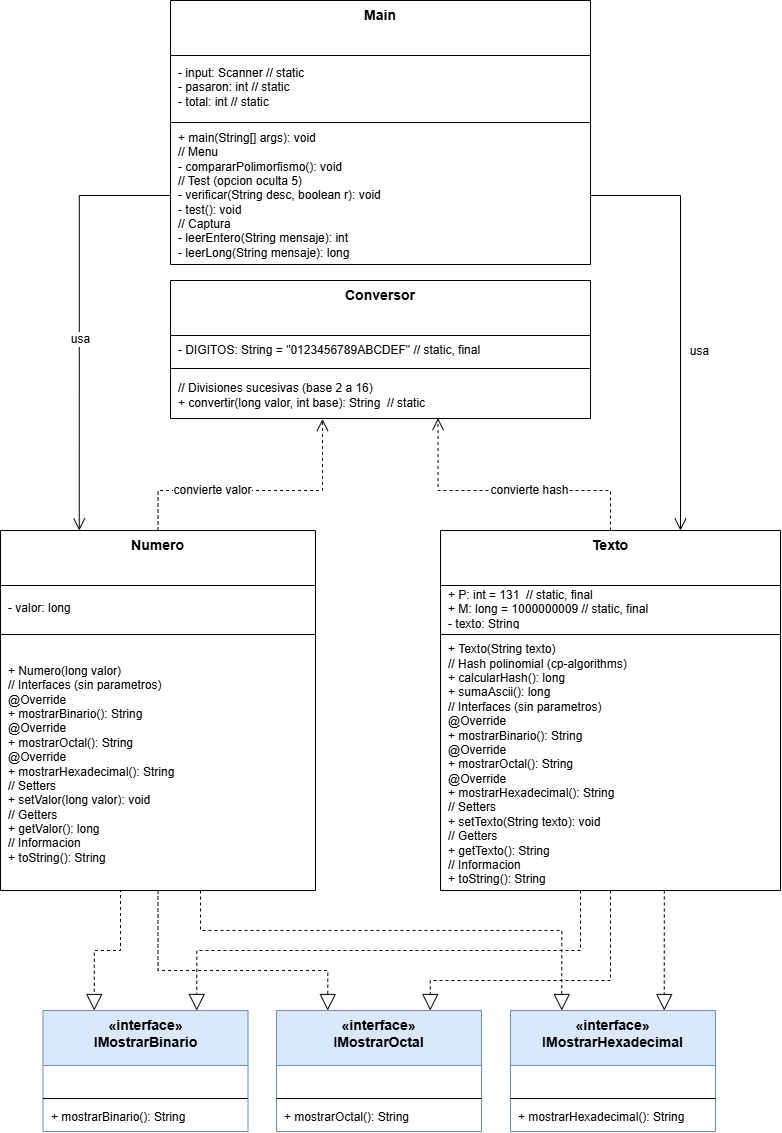 Main
- input: Scanner // static
- pasaron: int // static
- total: int // static
+ main(String[] args): void
// Menu
- compararPolimorfismo(): void
// Test (opcion oculta 5)
- verificar(String desc, boolean r): void
- test(): void
// Captura
- leerEntero(String mensaje): int
- leerLong(String mensaje): long
usa
usa
Conversor
- DIGITOS: String = "0123456789ABCDEF" // static, final
// Divisiones sucesivas (base 2 a 16)
+ convertir(long valor, int base): String // static
convierte valor
convierte hash
Numero
- valor: long
+ Numero(long valor)
// Interfaces (sin parametros)
@Override
+ mostrarBinario(): String
@Override
+ mostrarOctal(): String
@Override
+ mostrarHexadecimal(): String
// Setters
+ setValor(long valor): void
// Getters
+ getValor(): long
// Informacion
+ toString(): String
Texto
+ P: int = 131 // static, final
+ M: long = 1000000009 // static, final
- texto: String
+ Texto(String texto)
// Hash polinomial (cp-algorithms)
+ calcularHash(): long
+ sumaAscii(): long
// Interfaces (sin parametros)
@Override
+ mostrarBinario(): String
@Override
+ mostrarOctal(): String
@Override
+ mostrarHexadecimal(): String
// Setters
+ setTexto(String texto): void
// Getters
+ getTexto(): String
// Informacion
+ toString(): String
«interface»
IMostrarBinario
+ mostrarBinario(): String
«interface»
IMostrarOctal
+ mostrarOctal(): String
«interface»
IMostrarHexadecimal
+ mostrarHexadecimal(): String